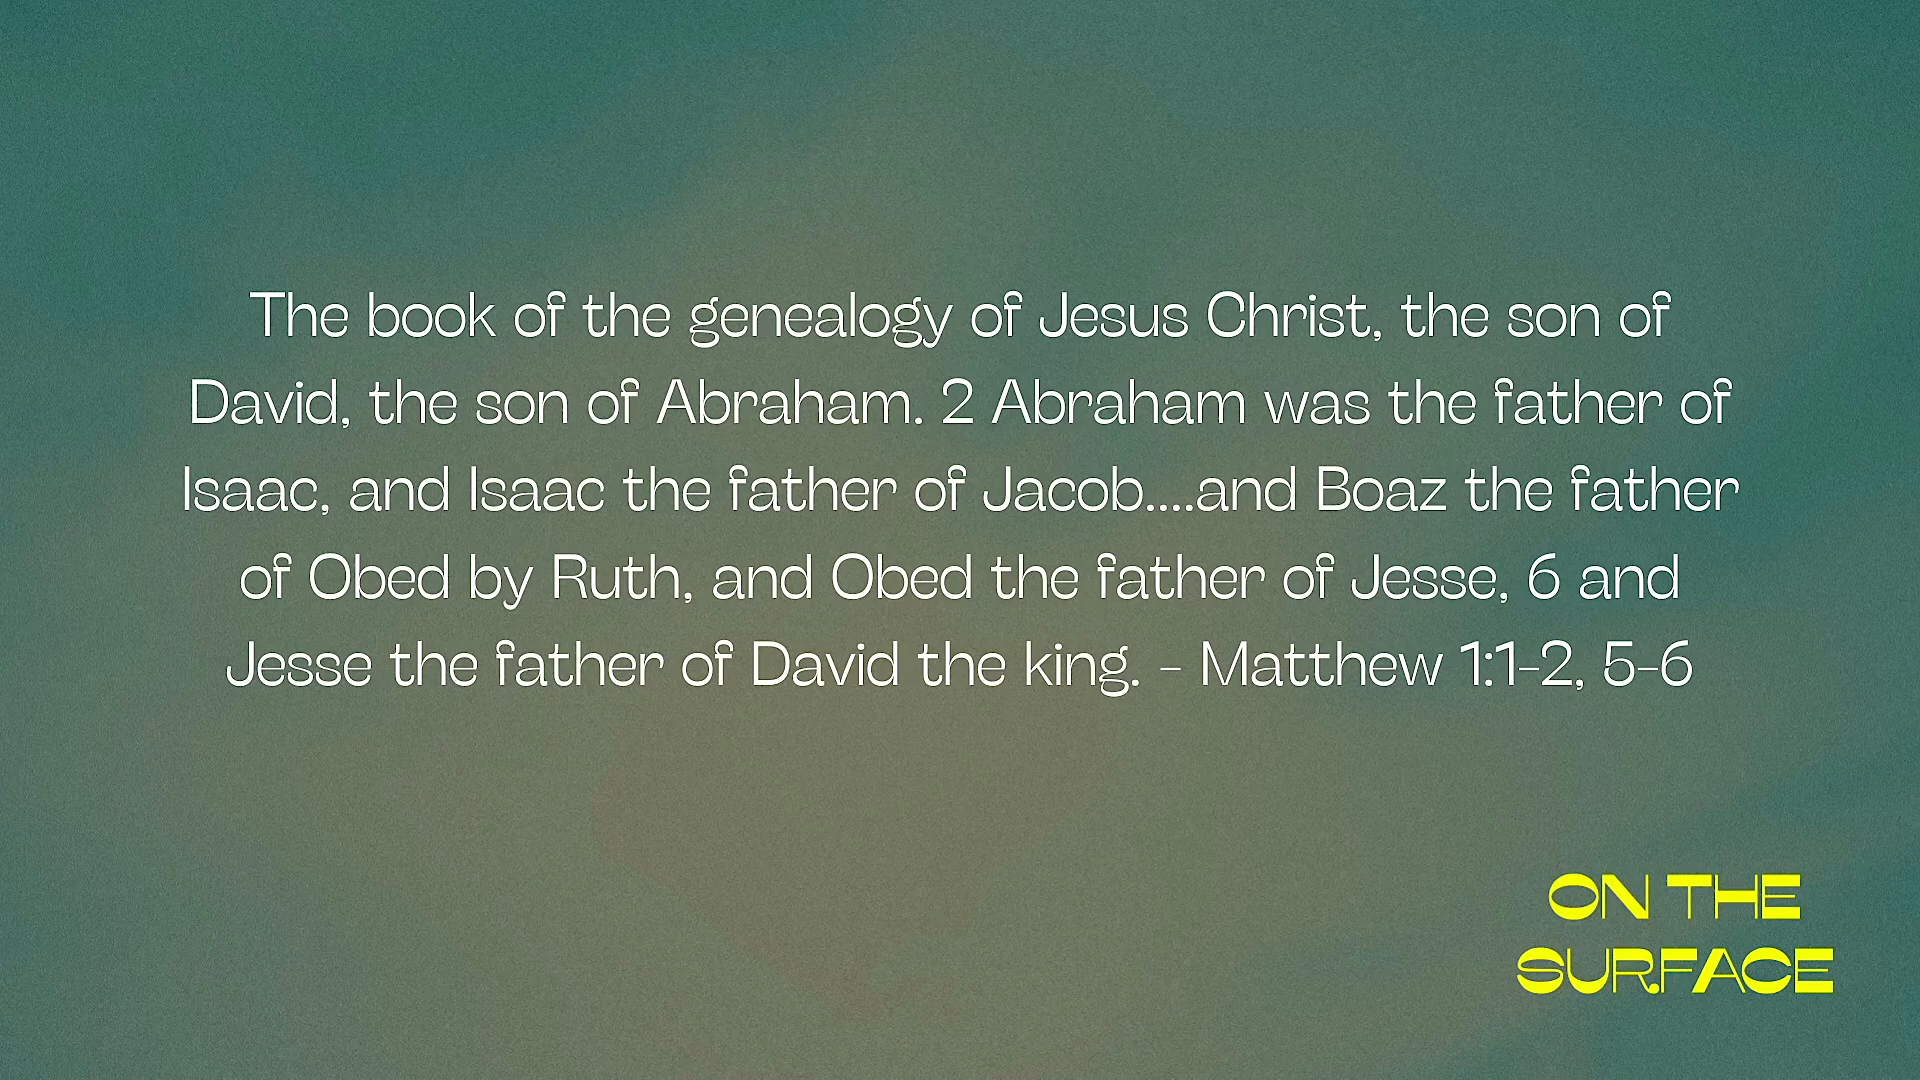 The book of the genealogy of Jesus Christ, the son of
David, the son of Abraham. 2 Abraham was the father of
Isaac, and Isaac the father of Jacob....and Boaz the father
of Obed by Ruth, and Obed the father of Jesse, 6 and
Jesse the father of David the king. - Matthew 1:1-2, 5-6
ON THE
SURFACE